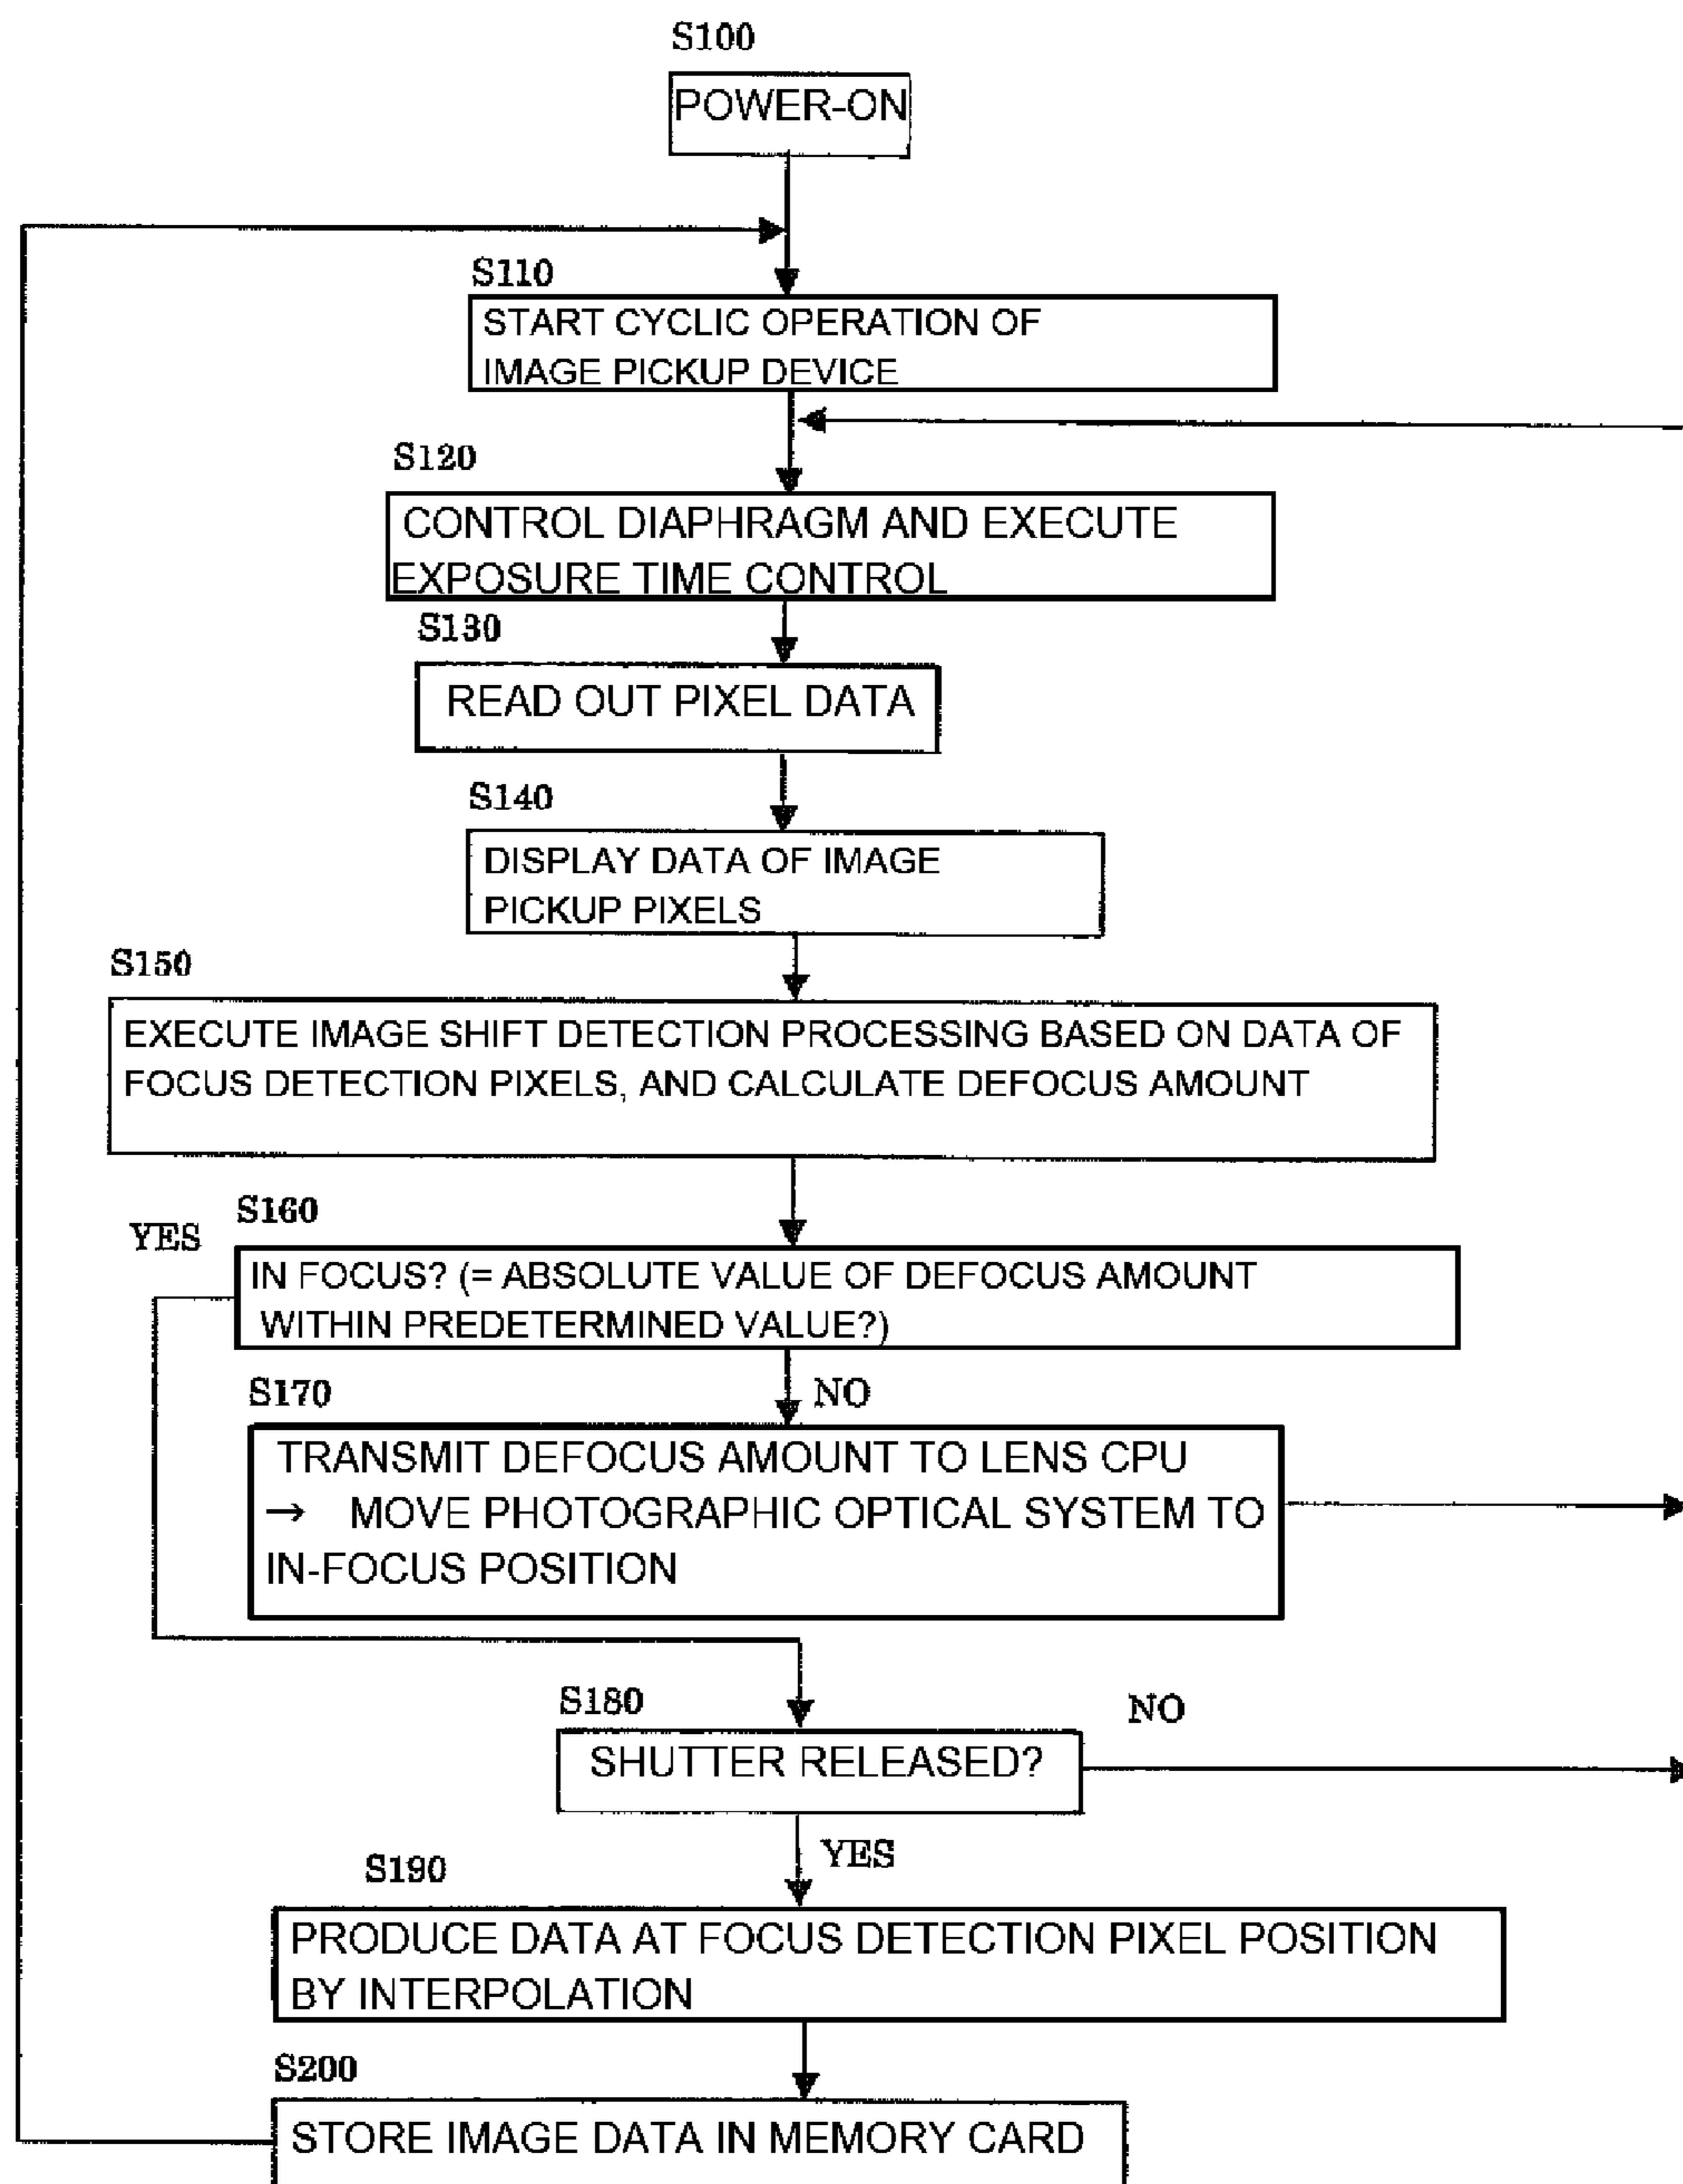 S100
POWER-ON
S110
START CYCLIC OPERATION OF
IMAGE PICKUP DEVICE
S120
CONTROL DIAPHRAGM AND EXECUTE
EXPOSURE TIME CONTROL
S130
READ OUT PIXEL DATA
S140
DISPLAY DATA OF IMAGE
PICKUP PIXELS
S150
EXECUTE IMAGE SHIFT DETECTION PROCESSING BASED ON DATA OF
FOCUS DETECTION PIXELS, AND CALCULATE DEFOCUS AMOUNT
S160
YES
IN FOCUS? (= ABSOLUTE VALUE OF DEFOCUS AMOUNT
WITHIN PREDETERMINED VALUE?)
S170
NO
TRANSMIT DEFOCUS AMOUNT TO LENS CPU
→ MOVE PHOTOGRAPHIC OPTICAL SYSTEM TO
IN-FOCUS POSITION
S180
NO
SHUTTER RELEASED?
YES
S190
PRODUCE DATA AT FOCUS DETECTION PIXEL POSITION
BY INTERPOLATION
S200
STORE IMAGE DATA IN MEMORY CARD